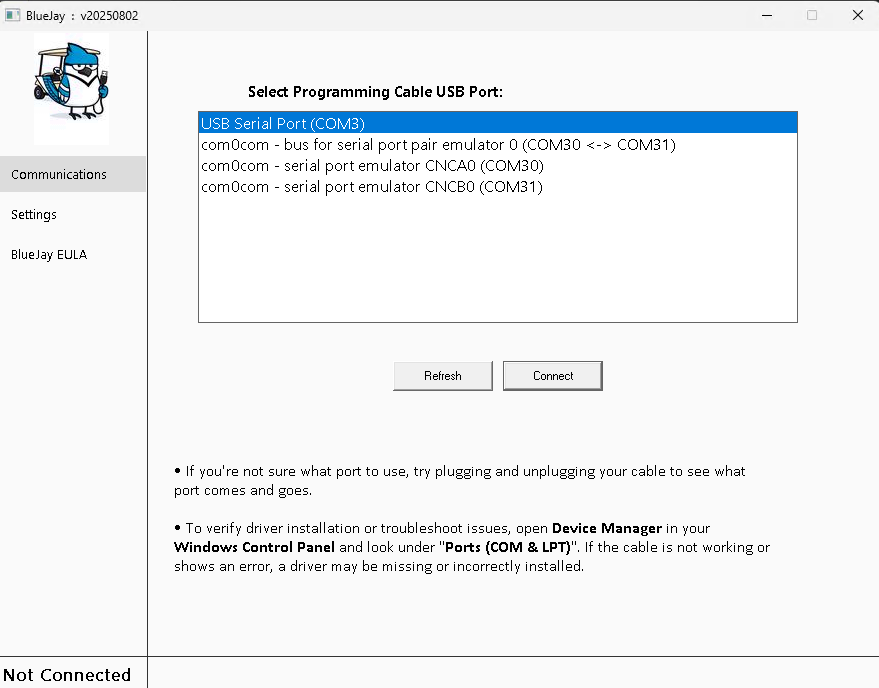 BlueJay : v20250802
Select Programming Cable USB Port:
USB Serial Port (COM3)
com0com - bus for serial port pair emulator 0 (COM30 <-> COM31)
com0com - serial port emulator CNCA0 (COM30)
com0com - serial port emulator CNCB0 (COM31)
Communications
Settings
BlueJay EULA
Refresh
Connect
• If you're not sure what port to use, try plugging and unplugging your cable to see what
port comes and goes.
• To verify driver installation or troubleshoot issues, open Device Manager in your
Windows Control Panel and look under "Ports (COM & LPT)". If the cable is not working or
shows an error, a driver may be missing or incorrectly installed.
Not Connected